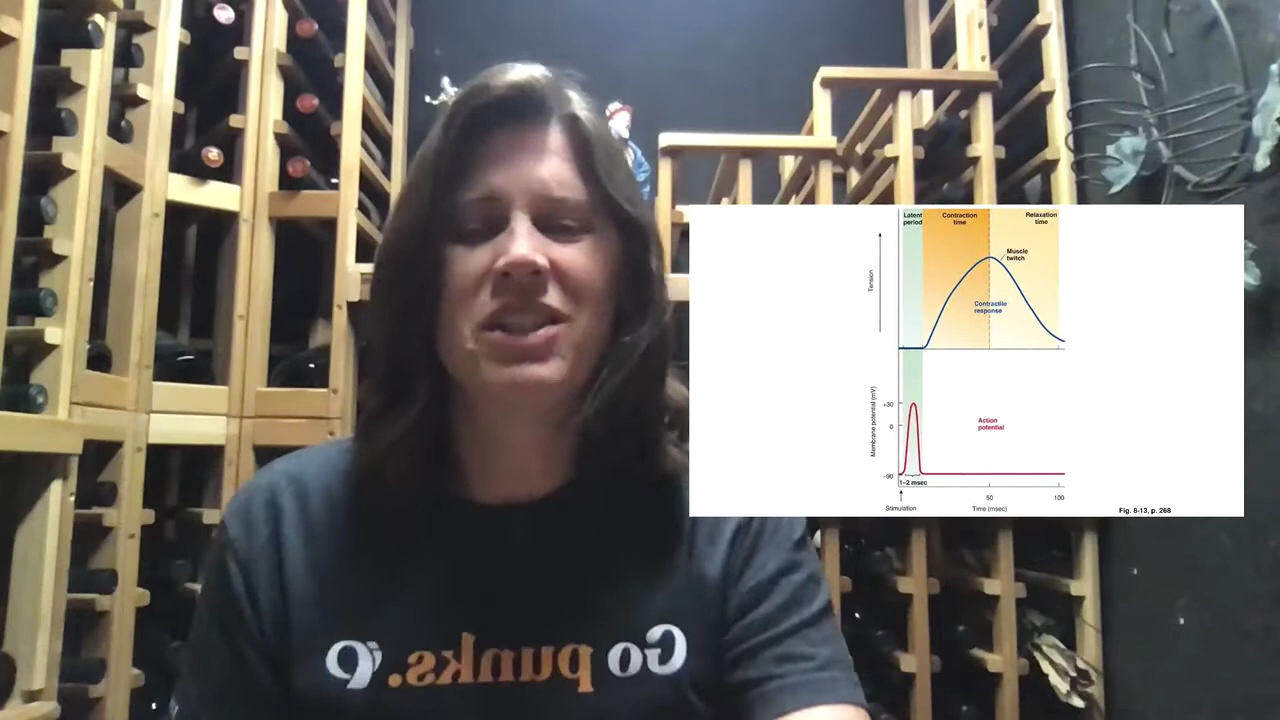 Latent
period
Contraction
time
Relaxation
time
Muscle
twitch
Tension
Contractile
response
Membrane potential (mV)
+30
0
−90
Action
potential
1–2 msec
50
100
Stimulation
Time (msec)
Fig. 8-13, p. 268
Go punks.